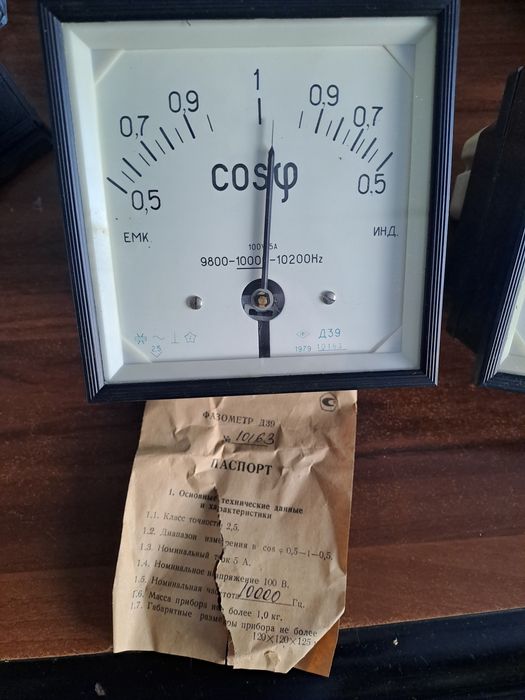 1
0,9 0,9
0,7 0,7
0,5 0.5
cosφ
ЕМК. ИНД.
100V 5A
9800-10000-10200Hz
2,5 Д39
1979 10163
ФАЗОМЕТР Д39
№ 10163
ПАСПОРТ
1. Основные технические данные
и характеристики
1.1. Класс точности 2,5.
1.2. Диапазон измерения в cos φ 0,5—1—0,5.
1.3. Номинальный ток 5 А.
1.4. Номинальное напряжение 100 В.
1.5. Номинальная частота 10000 Гц.
1.6. Масса прибора не более 1,0 кг.
1.7. Габаритные размеры прибора не более
120×120×125